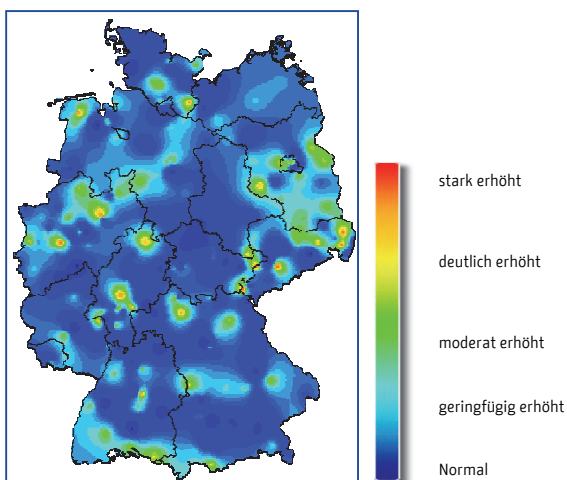 stark erhöht
deutlich erhöht
moderat erhöht
geringfügig erhöht
Normal